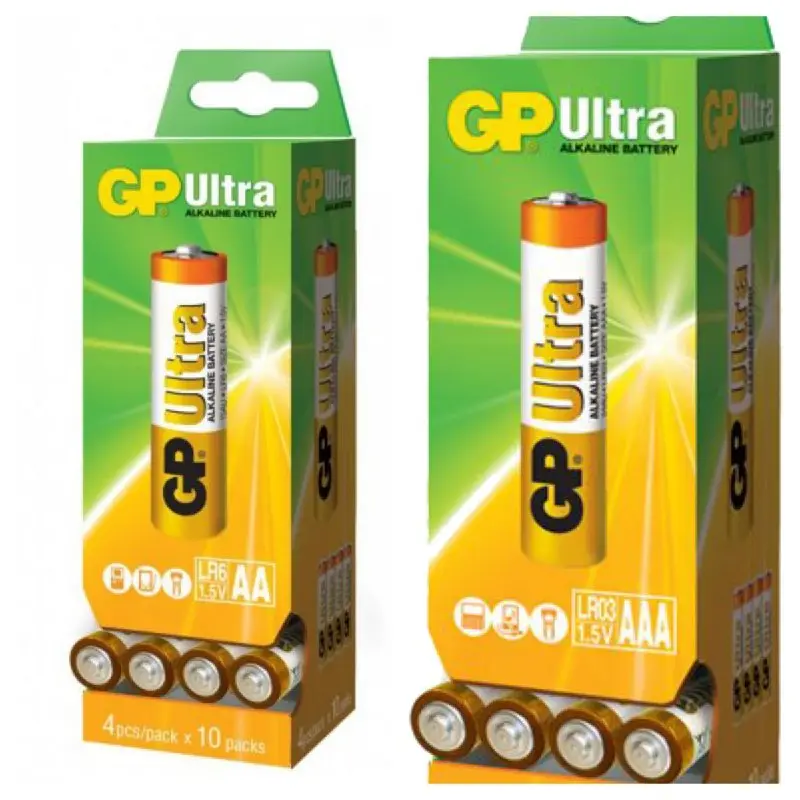 GP Ultra
ALKALINE BATTERY
GP
Ultra
GP Ultra
ALKALINE BATTERY
LR6
1.5V
AA
4pcs/pack x 10 packs
GP Ultra
ALKALINE BATTERY
GP
GP Ultra
ALKALINE BATTERY
LR03
1.5V
AAA